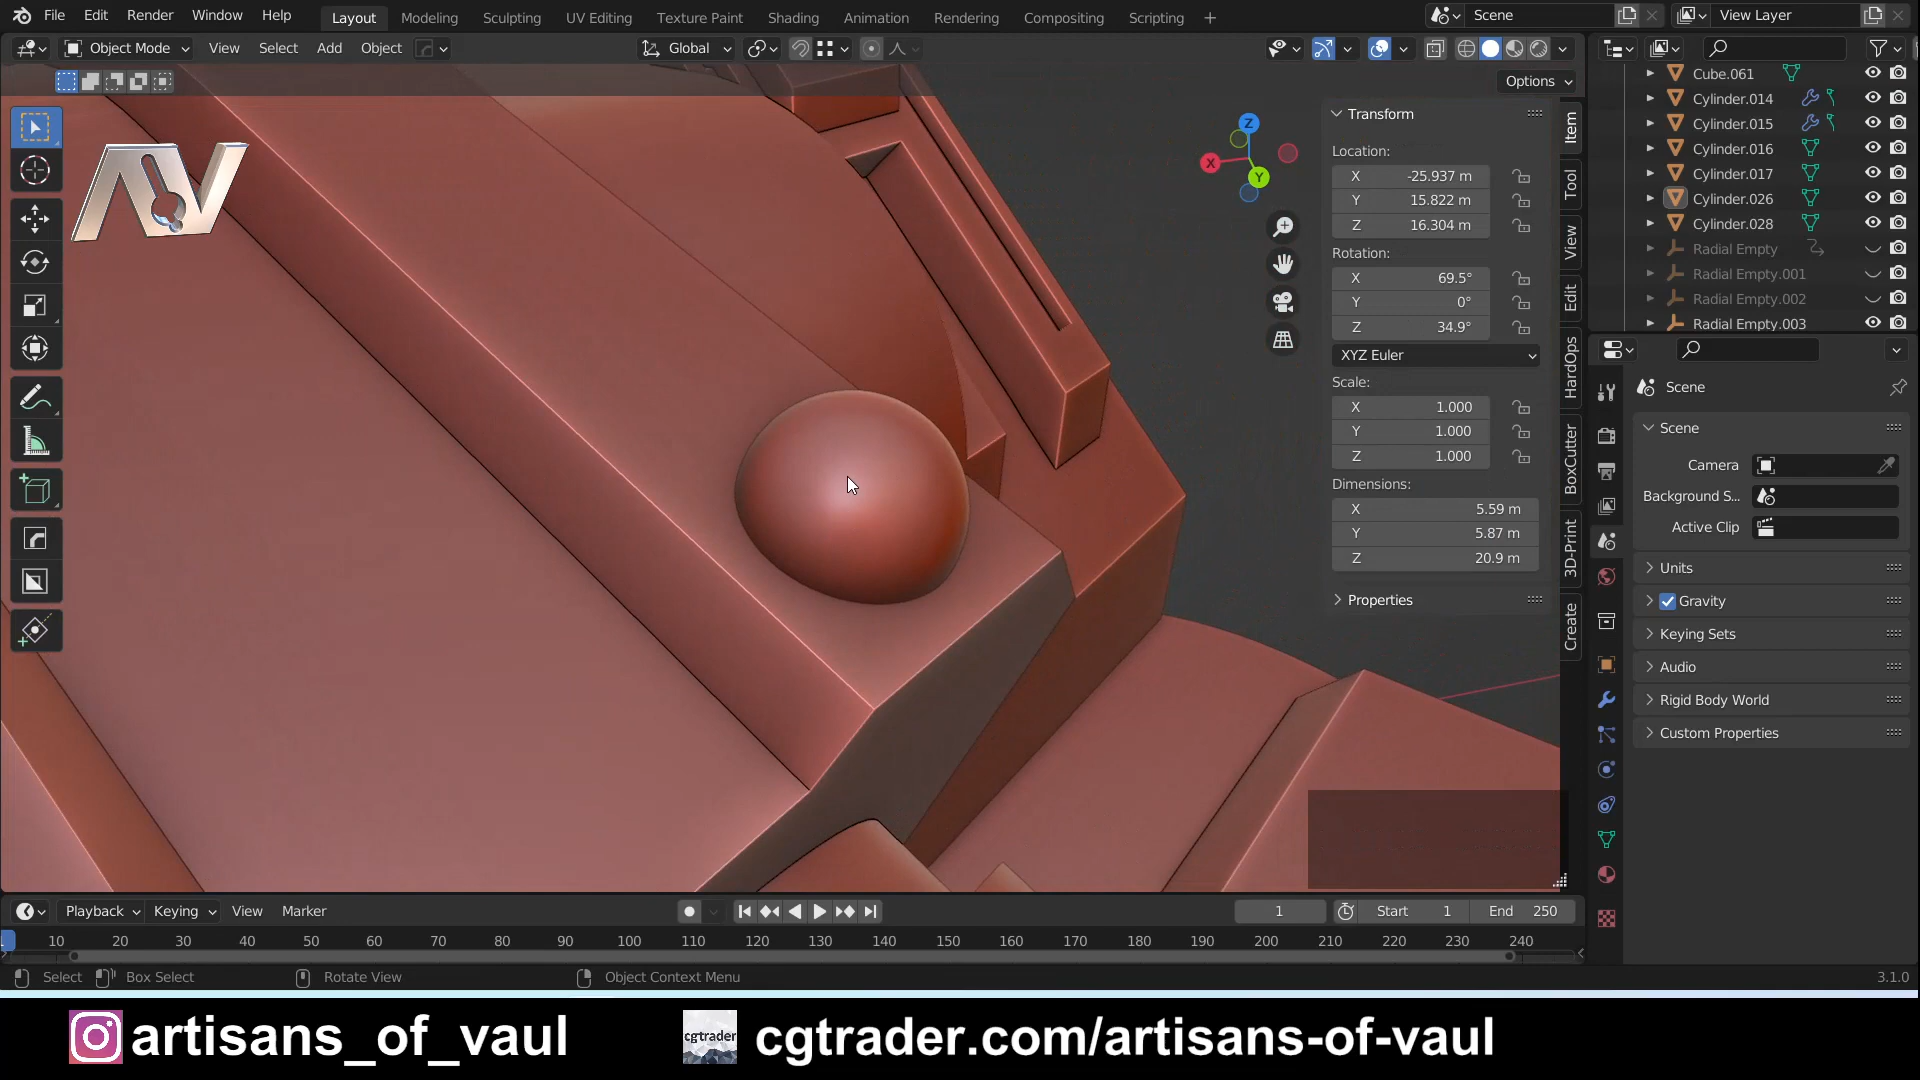 File Edit Render Window Help Layout Modeling Sculpting UV Editing Texture Paint Shading Animation Rendering Compositing Scripting + Scene View Layer
Object Mode View Select Add Object Global
Options
AV
Transform
Location:
X -25.937 m
Y 15.822 m
Z 16.304 m
Rotation:
X 69.5°
Y 0°
Z 34.9°
XYZ Euler
Scale:
X 1.000
Y 1.000
Z 1.000
Dimensions:
X 5.59 m
Y 5.87 m
Z 20.9 m
Properties
Item
Tool
View
Edit
HardOps
BoxCutter
3D-Print
Create
Z
X
Y
Cube.061
Cylinder.014
Cylinder.015
Cylinder.016
Cylinder.017
Cylinder.026
Cylinder.028
Radial Empty
Radial Empty.001
Radial Empty.002
Radial Empty.003
Scene
Scene
Camera
Background S...
Active Clip
Units
Gravity
Keying Sets
Audio
Rigid Body World
Custom Properties
Playback Keying View Marker 1 Start 1 End 250
10 20 30 40 50 60 70 80 90 100 110 120 130 140 150 160 170 180 190 200 210 220 230 240
Select Box Select Rotate View Object Context Menu 3.1.0
artisans_of_vaul cgtrader cgtrader.com/artisans-of-vaul